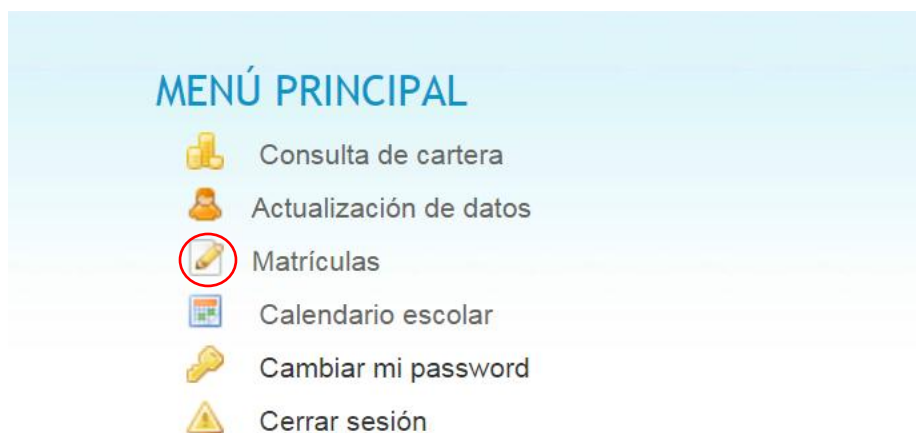 MENÚ PRINCIPAL
Consulta de cartera
Actualización de datos
Matrículas
Calendario escolar
Cambiar mi password
Cerrar sesión